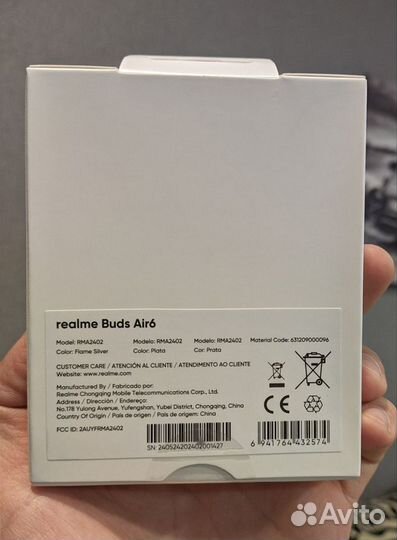 realme Buds Air6
Model: RMA2402 Modelo: RMA2402 Modelo: RMA2402 Material Code: 631209000096
Color: Flame Silver Color: Plata Cor: Prata
CUSTOMER CARE / ATENCIÓN AL CLIENTE / ATENDIMENTO AO CLIENTE
Website: www.realme.com
Manufactured By / Fabricado por:
Realme Chongqing Mobile Telecommunications Corp., Ltd.
Address / Dirección / Endereço:
No.178 Yulong Avenue, Yufengshan, Yubei District, Chongqing, China
Country Of Origin / País de origen / País de origem: China
FCC ID: 2AUYFRMA2402
SN: 240524202402001427
6 941764 432574
CE
Avito